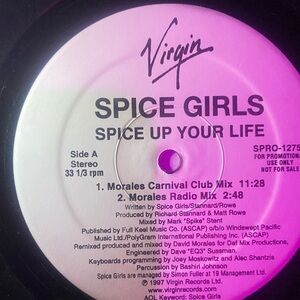 Virgin
SPICE GIRLS
SPICE UP YOUR LIFE
Side A
Stereo
33 1/3 rpm
SPRO-1275
FOR PROMOTIONAL
USE ONLY
NOT FOR SALE
1. Morales Carnival Club Mix 11:28
2. Morales Radio Mix 2:48
Written by Spice Girls/Stannard/Rowe
Produced by Richard Stannard & Matt Rowe
Mixed by Mark "Spike" Stent
Published by Full Keel Music Co. (ASCAP) o/b/o Windswept Pacific
Music Ltd./PolyGram International Publishing Inc. (ASCAP)
Remixed produced and mixed by David Morales for Def Mix Productions,
Engineered by Dave "EQ3" Sussman,
Keyboards programming by Joey Moskowitz and Alec Shantzis
Percussion by Bashiri Johnson
Spice Girls are managed by Simon Fuller at 19 Management Ltd.
℗ 1997 Virgin Records Ltd.
www.virginrecords.com
AOL Keyword: Spice Girls